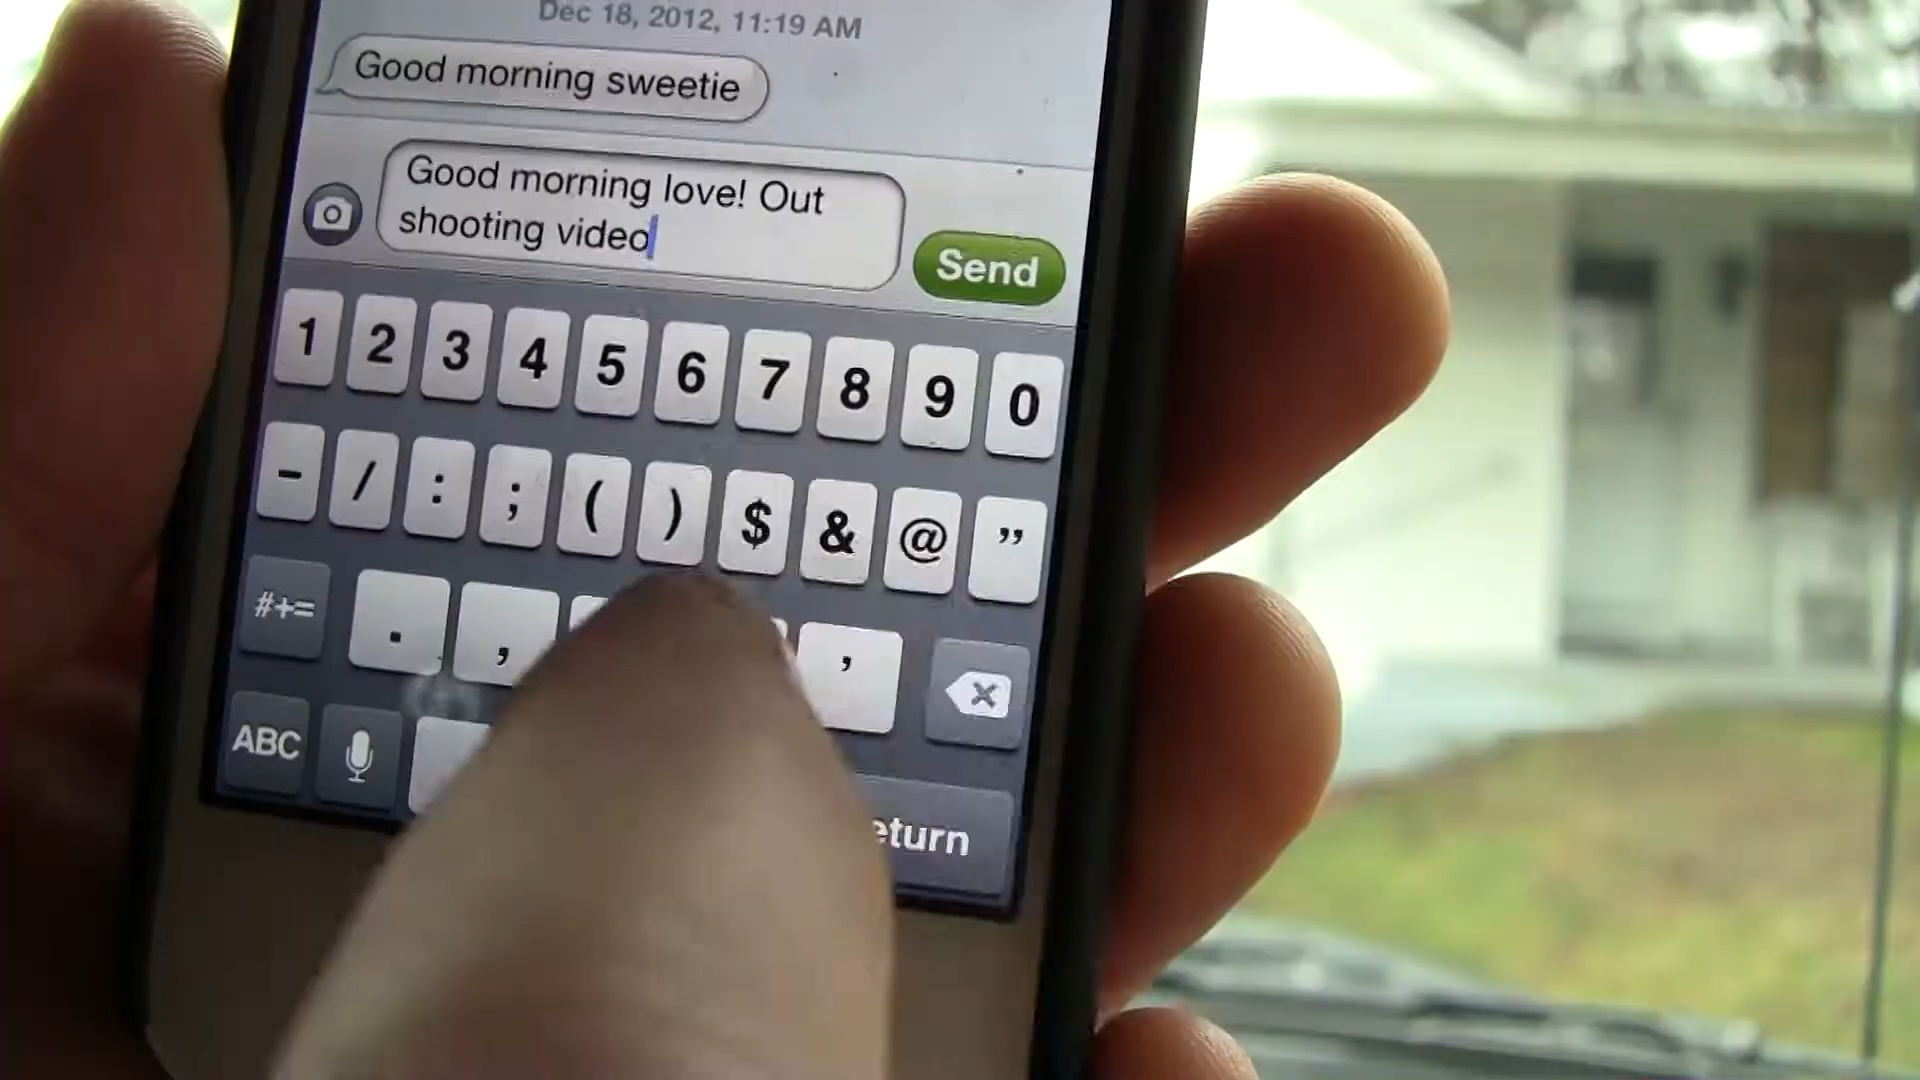 Dec 18, 2012, 11:19 AM
Good morning sweetie
Good morning love! Out
shooting video
Send
1 2 3 4 5 6 7 8 9 0
- / : ; ( ) $ & @ "
#+= . , '
ABC eturn